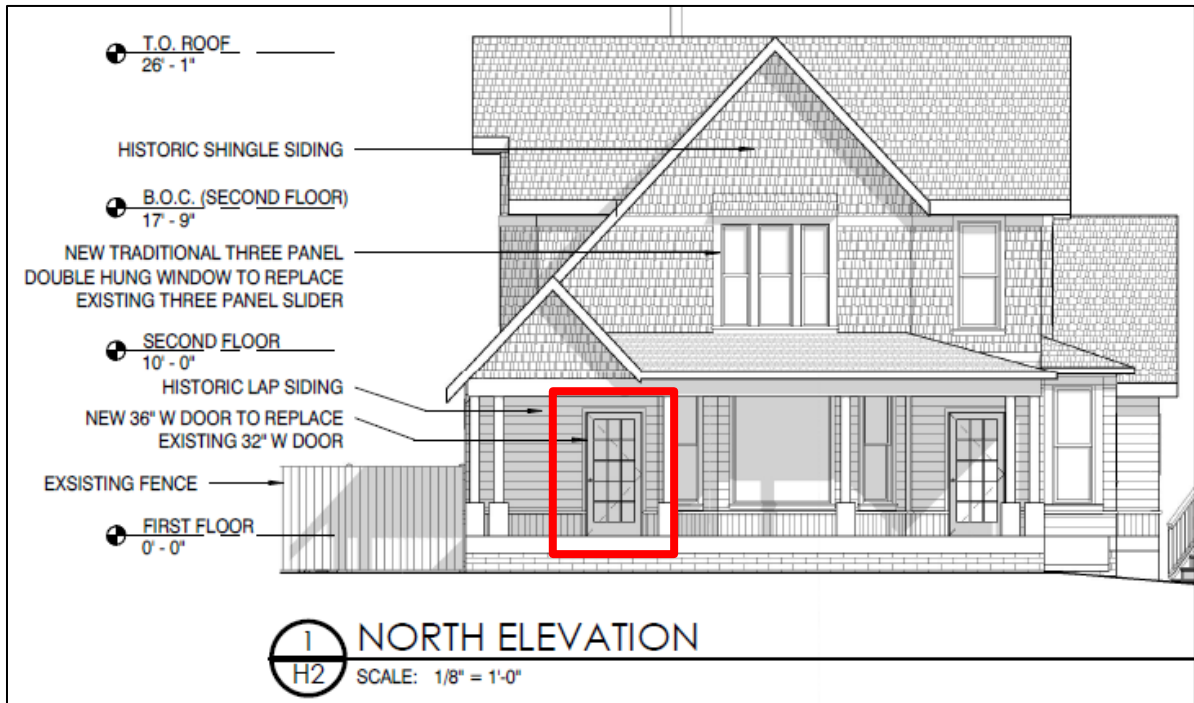 T.O. ROOF
26' - 1"
HISTORIC SHINGLE SIDING
B.O.C. (SECOND FLOOR)
17' - 9"
NEW TRADITIONAL THREE PANEL
DOUBLE HUNG WINDOW TO REPLACE
EXISTING THREE PANEL SLIDER
SECOND FLOOR
10' - 0"
HISTORIC LAP SIDING
NEW 36" W DOOR TO REPLACE
EXISTING 32" W DOOR
EXSISTING FENCE
FIRST FLOOR
0' - 0"
1
H2
NORTH ELEVATION
SCALE: 1/8" = 1'-0"